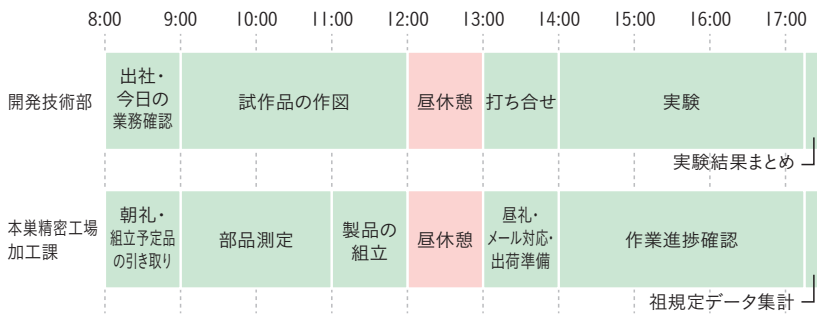 8:00 9:00 10:00 11:00 12:00 13:00 14:00 15:00 16:00 17:00
開発技術部
出社・
今日の
業務確認
試作品の作図
昼休憩
打ち合せ
実験
実験結果まとめ
本巣精密工場
加工課
朝礼・
組立予定品
の引き取り
部品測定
製品の
組立
昼休憩
昼礼・
メール対応・
出荷準備
作業進捗確認
祖規定データ集計